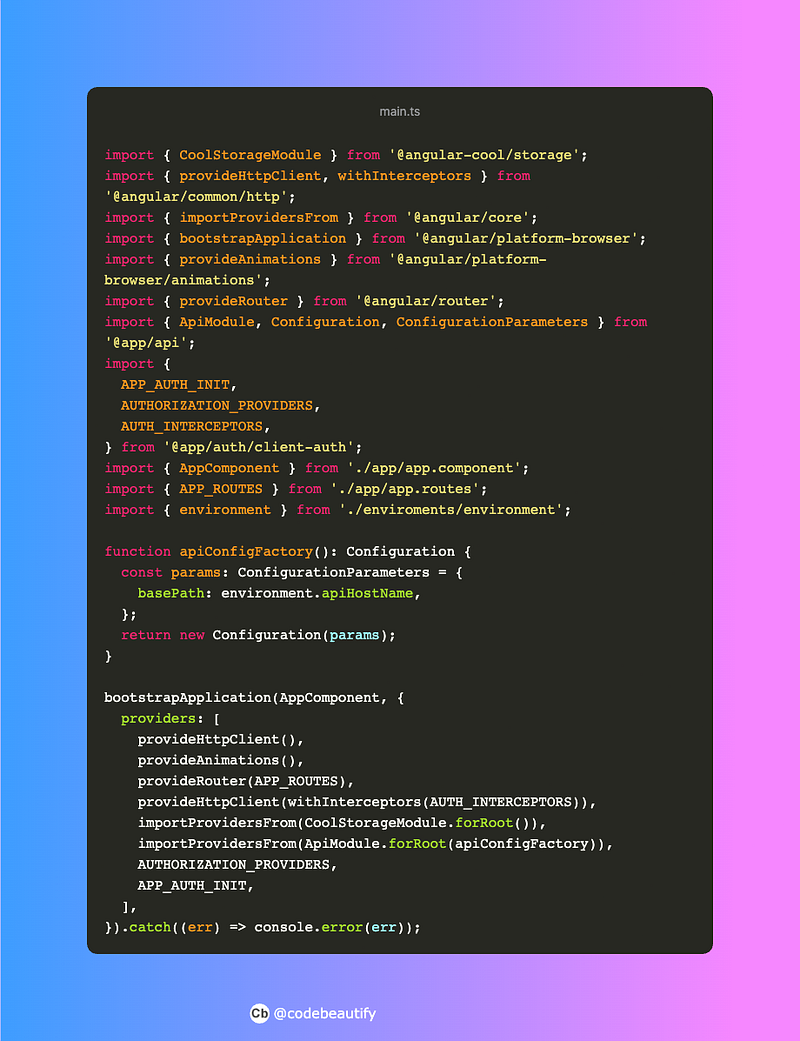 main.ts
import { CoolStorageModule } from '@angular-cool/storage';
import { provideHttpClient, withInterceptors } from
'@angular/common/http';
import { importProvidersFrom } from '@angular/core';
import { bootstrapApplication } from '@angular/platform-browser';
import { provideAnimations } from '@angular/platform-
browser/animations';
import { provideRouter } from '@angular/router';
import { ApiModule, Configuration, ConfigurationParameters } from
'@app/api';
import {
  APP_AUTH_INIT,
  AUTHORIZATION_PROVIDERS,
  AUTH_INTERCEPTORS,
} from '@app/auth/client-auth';
import { AppComponent } from './app/app.component';
import { APP_ROUTES } from './app/app.routes';
import { environment } from './enviroments/environment';

function apiConfigFactory(): Configuration {
  const params: ConfigurationParameters = {
    basePath: environment.apiHostName,
  };
  return new Configuration(params);
}

bootstrapApplication(AppComponent, {
  providers: [
    provideHttpClient(),
    provideAnimations(),
    provideRouter(APP_ROUTES),
    provideHttpClient(withInterceptors(AUTH_INTERCEPTORS)),
    importProvidersFrom(CoolStorageModule.forRoot()),
    importProvidersFrom(ApiModule.forRoot(apiConfigFactory)),
    AUTHORIZATION_PROVIDERS,
    APP_AUTH_INIT,
  ],
}).catch((err) => console.error(err));
Cb @codebeautify